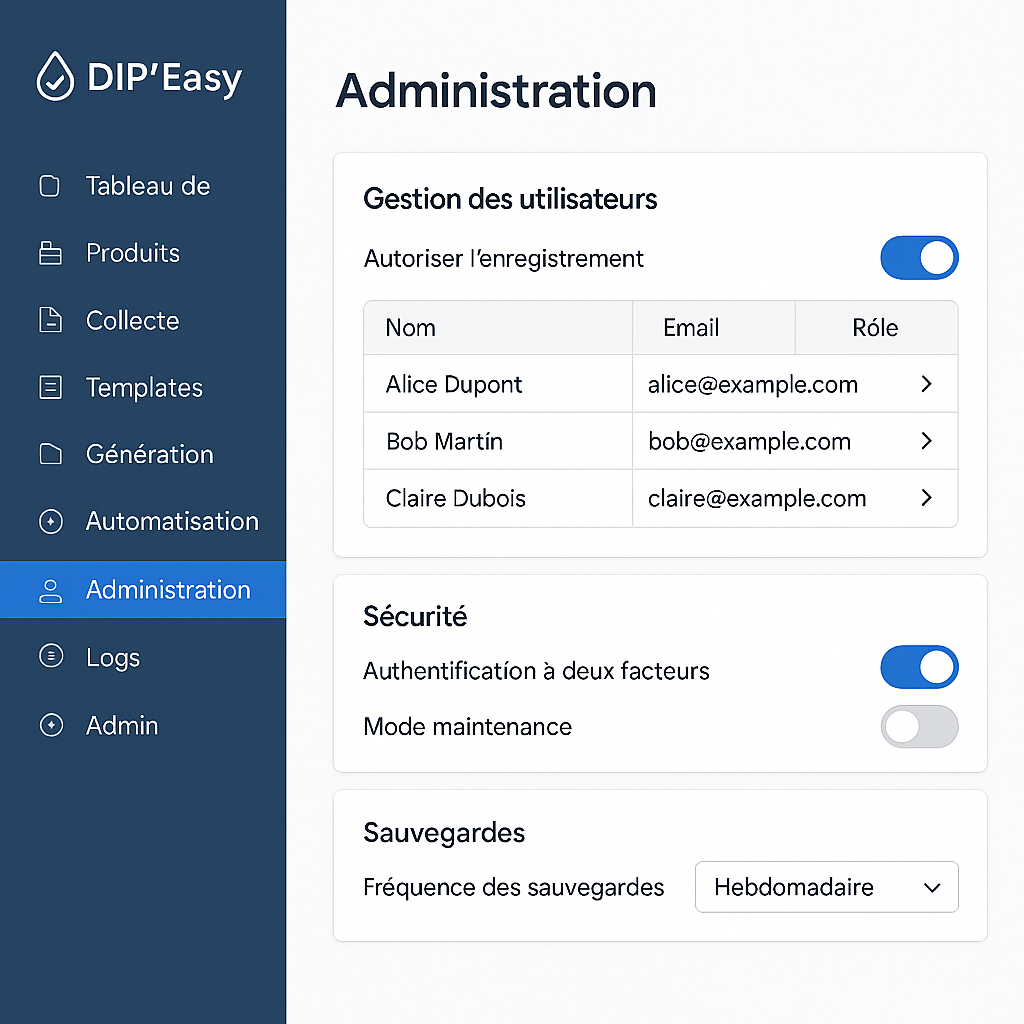 DIP'Easy
Tableau de
Produits
Collecte
Templates
Génération
Automatisation
Administration
Logs
Admin
Administration
Gestion des utilisateurs
Autoriser l'enregistrement
Nom Email Róle
Alice Dupont alice@example.com
Bob Martín bob@example.com
Claire Dubois claire@example.com
Sécurité
Authentificatíon à deux facteurs
Mode maintenance
Sauvegardes
Fréquence des sauvegardes Hebdomadaire